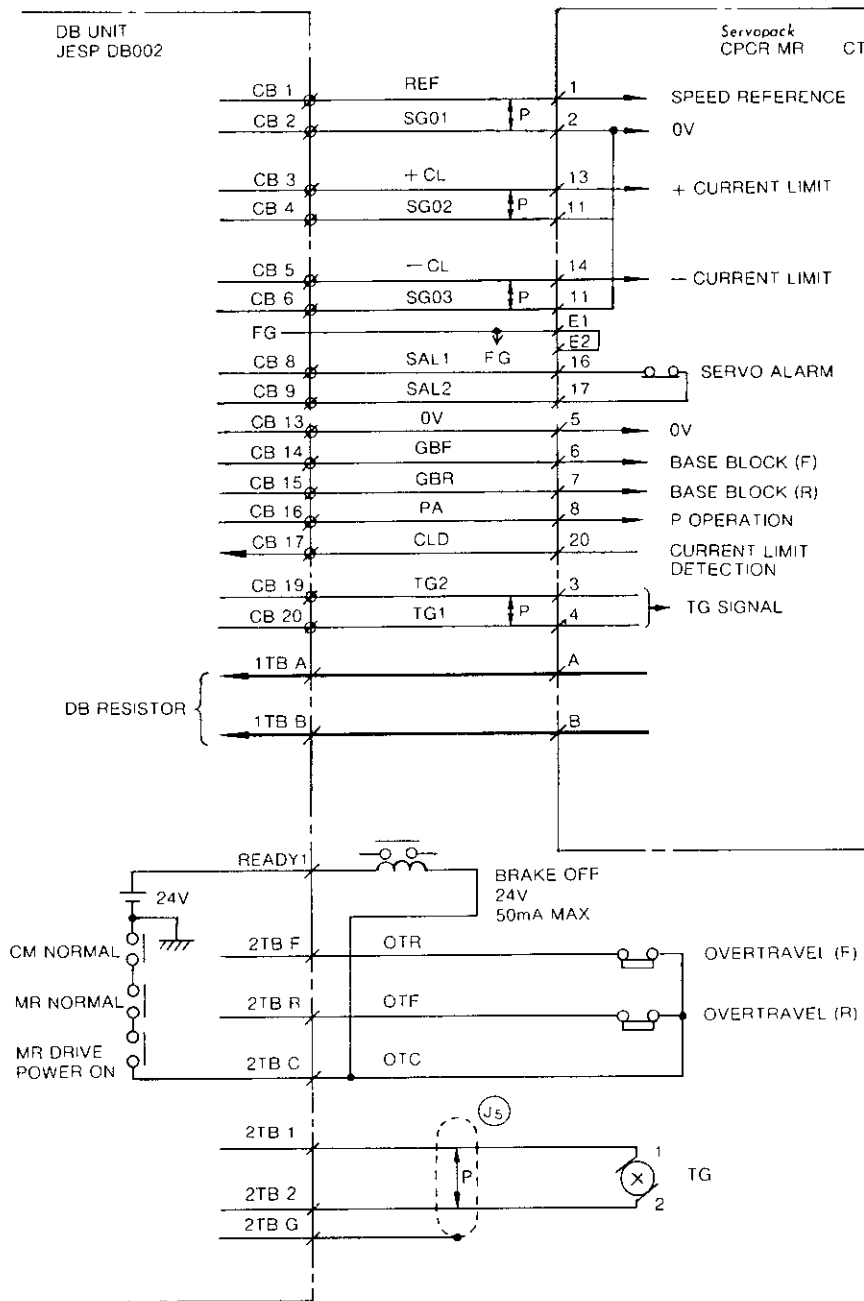 DB UNIT
JESP DB002
Servopack
CPCR MR CT
CB 1 REF 1 SPEED REFERENCE
P
CB 2 SG01 2 0V
CB 3 +CL 13 + CURRENT LIMIT
P
CB 4 SG02 11
CB 5 −CL 14 − CURRENT LIMIT
P
CB 6 SG03 11
FG E1
FG E2
CB 8 SAL1 16 SERVO ALARM
CB 9 SAL2 17
CB 13 0V 5 0V
CB 14 GBF 6 BASE BLOCK (F)
CB 15 GBR 7 BASE BLOCK (R)
CB 16 PA 8 P OPERATION
CB 17 CLD 20 CURRENT LIMIT
DETECTION
CB 19 TG2 3
P TG SIGNAL
CB 20 TG1 4
1TB A A
DB RESISTOR
1TB B B
READY1
BRAKE OFF
24V
50mA MAX
24V
CM NORMAL 2TB F OTR OVERTRAVEL (F)
MR NORMAL 2TB R OTF OVERTRAVEL (R)
MR DRIVE
POWER ON 2TB C OTC
J5
2TB 1 1
P TG
2TB 2 2
2TB G